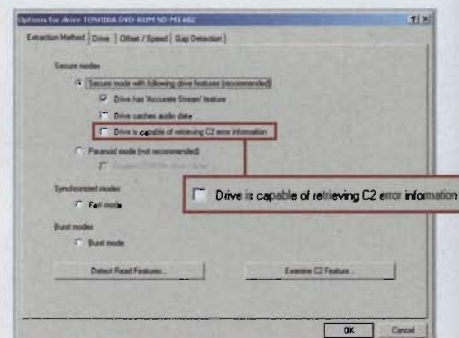 Options for drive TOSHIBA DVD-ROM SD-M1402
Extraction Method Drive Offset / Speed Gap Detection
Secure modes
Secure mode with following drive features (recommended)
Drive has 'Accurate Stream' feature
Drive caches audio data
Drive is capable of retrieving C2 error information
Paranoid mode (not recommended)
Drive is capable of retrieving C2 error information
Synchronized modes
Fast mode
Burst modes
Burst mode
Detect Read Features... Examine C2 Feature...
OK Cancel